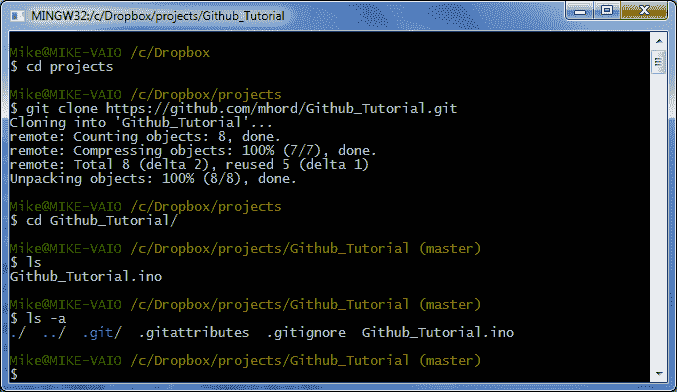 MINGW32:/c/Dropbox/projects/Github_Tutorial
Mike@MIKE-VAIO /c/Dropbox
$ cd projects
Mike@MIKE-VAIO /c/Dropbox/projects
$ git clone https://github.com/mhord/Github_Tutorial.git
Cloning into 'Github_Tutorial'...
remote: Counting objects: 8, done.
remote: Compressing objects: 100% (7/7), done.
remote: Total 8 (delta 2), reused 5 (delta 1)
Unpacking objects: 100% (8/8), done.
Mike@MIKE-VAIO /c/Dropbox/projects
$ cd Github_Tutorial/
Mike@MIKE-VAIO /c/Dropbox/projects/Github_Tutorial (master)
$ ls
Github_Tutorial.ino
Mike@MIKE-VAIO /c/Dropbox/projects/Github_Tutorial (master)
$ ls -a
./  ../  .git/  .gitattributes  .gitignore  Github_Tutorial.ino
Mike@MIKE-VAIO /c/Dropbox/projects/Github_Tutorial (master)
$